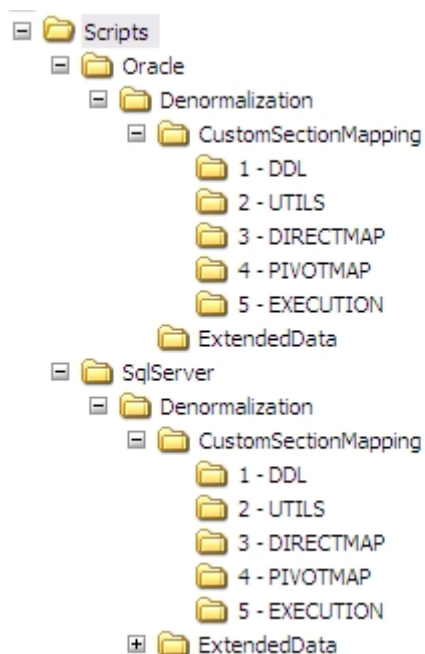 Scripts
Oracle
Denormalization
CustomSectionMapping
1 - DDL
2 - UTILS
3 - DIRECTMAP
4 - PIVOTMAP
5 - EXECUTION
ExtendedData
SqlServer
Denormalization
CustomSectionMapping
1 - DDL
2 - UTILS
3 - DIRECTMAP
4 - PIVOTMAP
5 - EXECUTION
ExtendedData